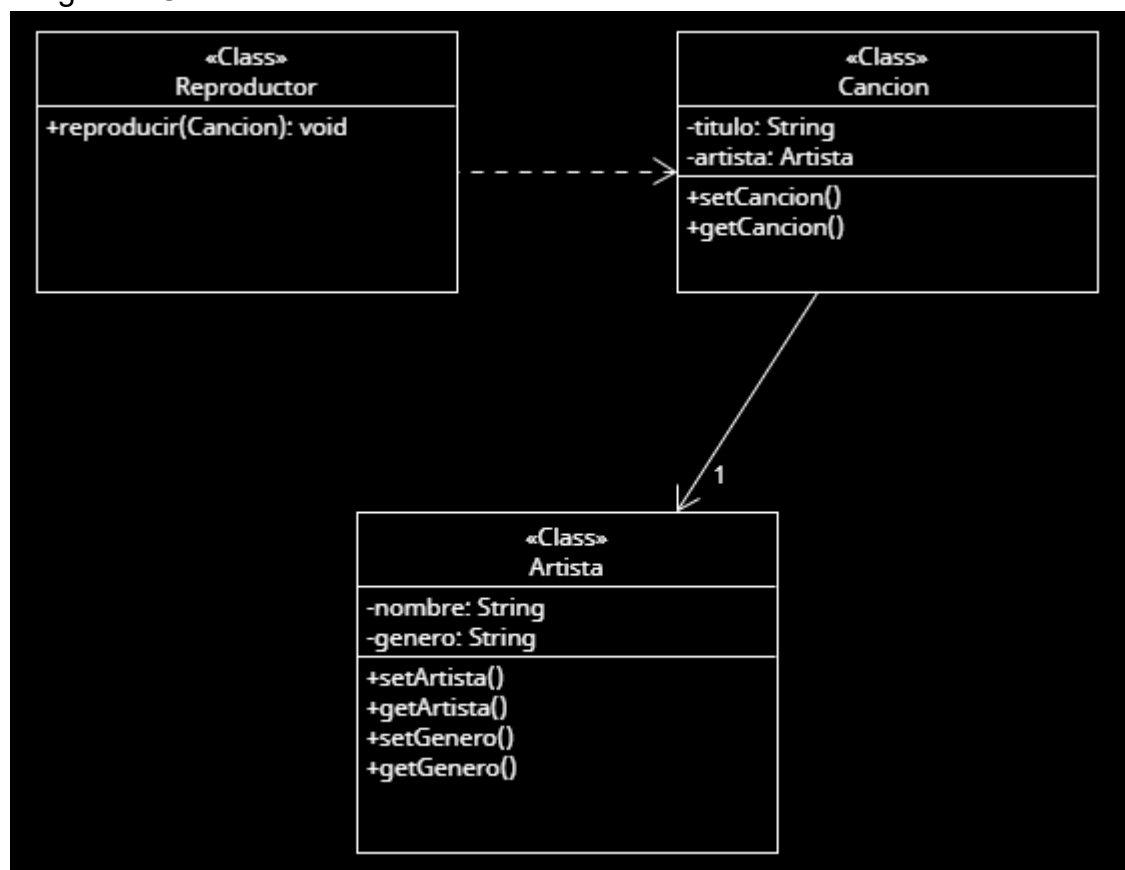 «Class»
Reproductor
+reproducir(Cancion): void
«Class»
Cancion
-titulo: String
-artista: Artista
+setCancion()
+getCancion()
1
«Class»
Artista
-nombre: String
-genero: String
+setArtista()
+getArtista()
+setGenero()
+getGenero()